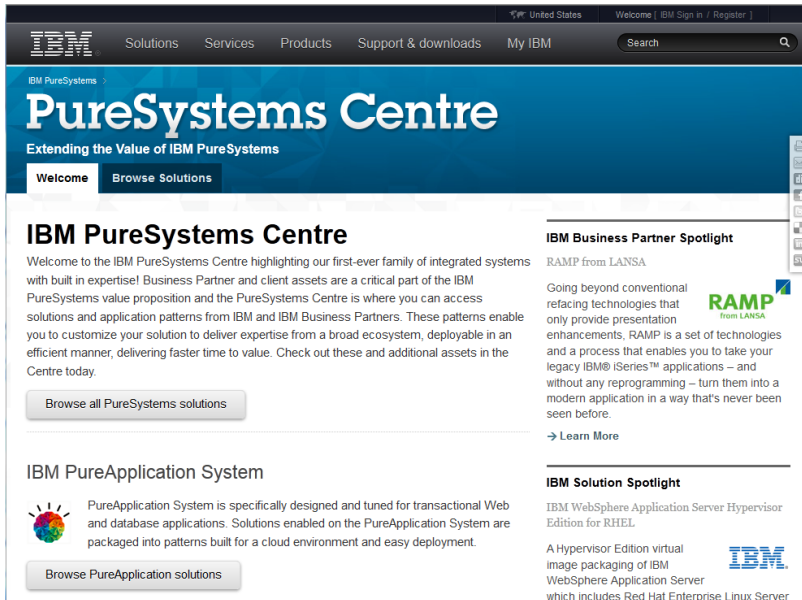 United States
Welcome [ IBM Sign in / Register ]
IBM
Solutions
Services
Products
Support & downloads
My IBM
Search
IBM PureSystems >
PureSystems Centre
Extending the Value of IBM PureSystems
Welcome
Browse Solutions
IBM PureSystems Centre
Welcome to the IBM PureSystems Centre highlighting our first-ever family of integrated systems
with built in expertise! Business Partner and client assets are a critical part of the IBM
PureSystems value proposition and the PureSystems Centre is where you can access
solutions and application patterns from IBM and IBM Business Partners. These patterns enable
you to customize your solution to deliver expertise from a broad ecosystem, deployable in an
efficient manner, delivering faster time to value. Check out these and additional assets in the
Centre today.
Browse all PureSystems solutions
IBM PureApplication System
PureApplication System is specifically designed and tuned for transactional Web
and database applications. Solutions enabled on the PureApplication System are
packaged into patterns built for a cloud environment and easy deployment.
Browse PureApplication solutions
IBM Business Partner Spotlight
RAMP from LANSA
Going beyond conventional
refacing technologies that
only provide presentation
RAMP
from LANSA
enhancements, RAMP is a set of technologies
and a process that enables you to take your
legacy IBM® iSeries™ applications – and
without any reprogramming – turn them into a
modern application in a way that's never been
seen before.
→ Learn More
IBM Solution Spotlight
IBM WebSphere Application Server Hypervisor
Edition for RHEL
A Hypervisor Edition virtual
image packaging of IBM
WebSphere Application Server
IBM.
which includes Red Hat Enterprise Linux Server